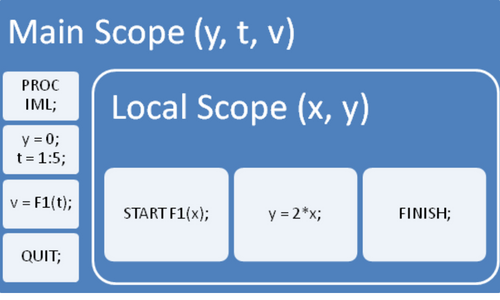 Main Scope (y, t, v)
PROC
IML;
y = 0;
t = 1:5;
v = F1(t);
QUIT;
Local Scope (x, y)
START F1(x);
y = 2*x;
FINISH;